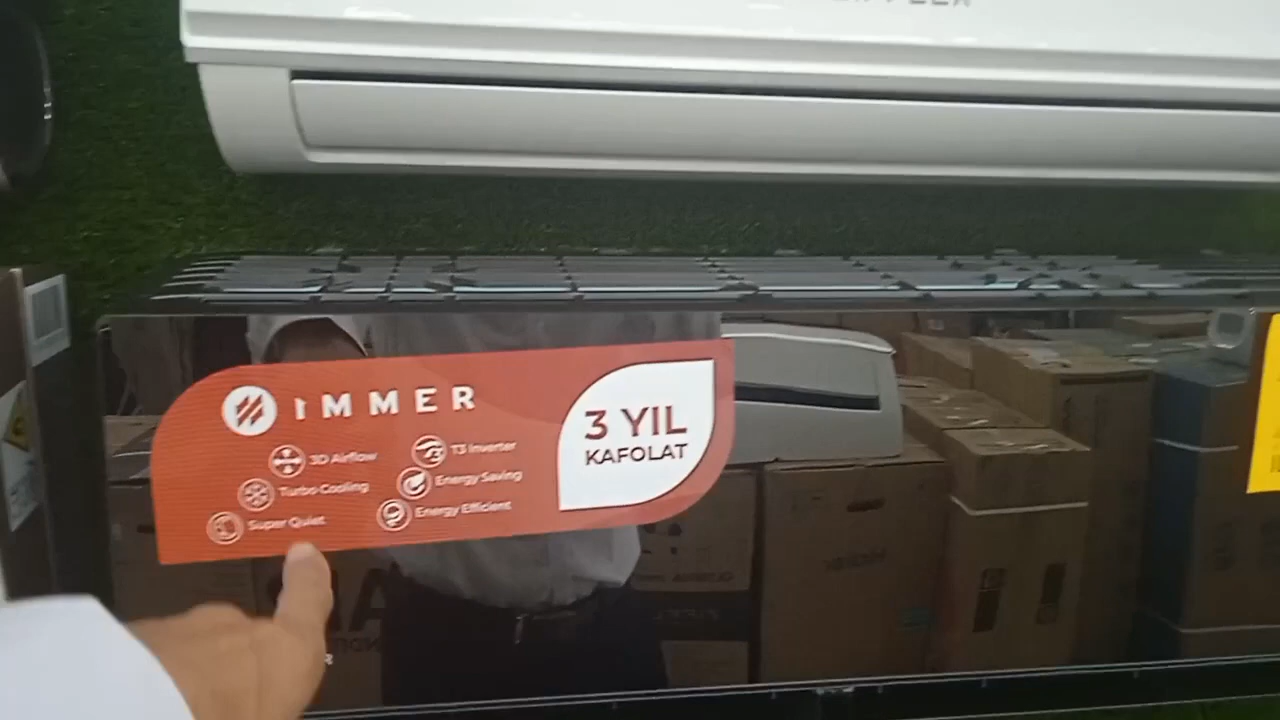 IMMER
3D Airflow
T3 Inverter
Turbo Cooling
Energy Saving
Super Quiet
Energy Efficient
3 YIL
KAFOLAT